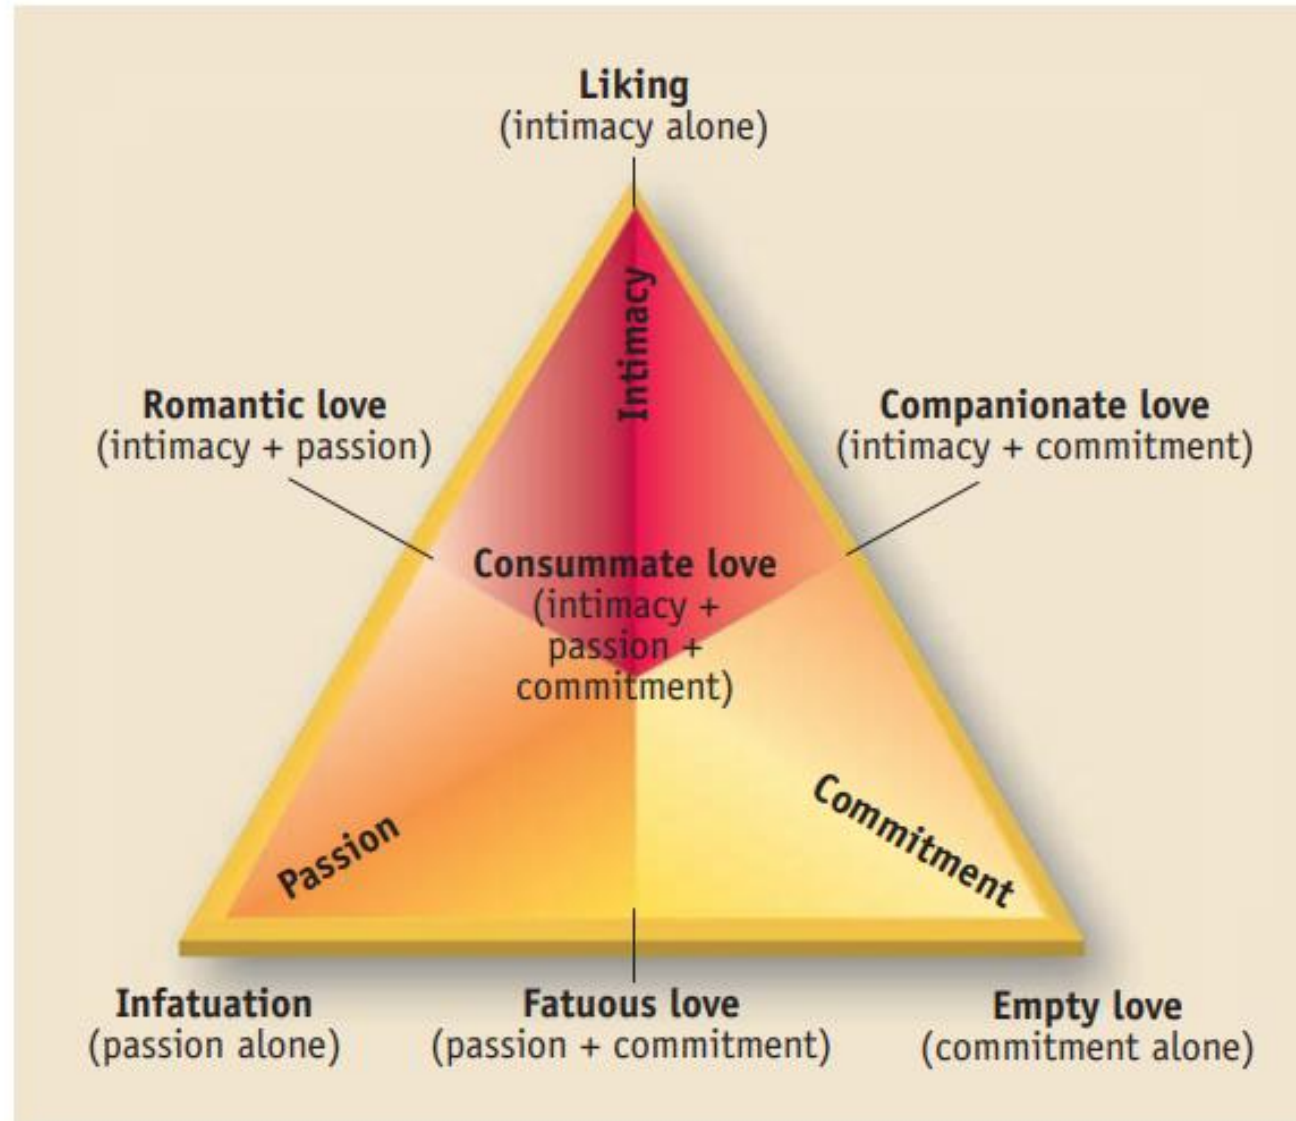 Liking
(intimacy alone)
Intimacy
Romantic love
(intimacy + passion)
Companionate love
(intimacy + commitment)
Consummate love
(intimacy +
passion +
commitment)
Passion
Commitment
Infatuation
(passion alone)
Fatuous love
(passion + commitment)
Empty love
(commitment alone)